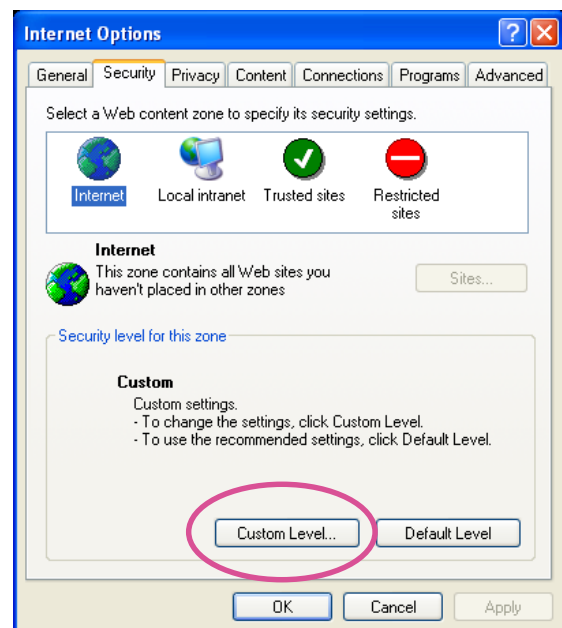 Internet Options
General Security Privacy Content Connections Programs Advanced
Select a Web content zone to specify its security settings.
Internet Local intranet Trusted sites Restricted
sites
Internet
This zone contains all Web sites you
haven't placed in other zones
Sites...
Security level for this zone
Custom
Custom settings.
- To change the settings, click Custom Level.
- To use the recommended settings, click Default Level.
Custom Level... Default Level
OK Cancel Apply